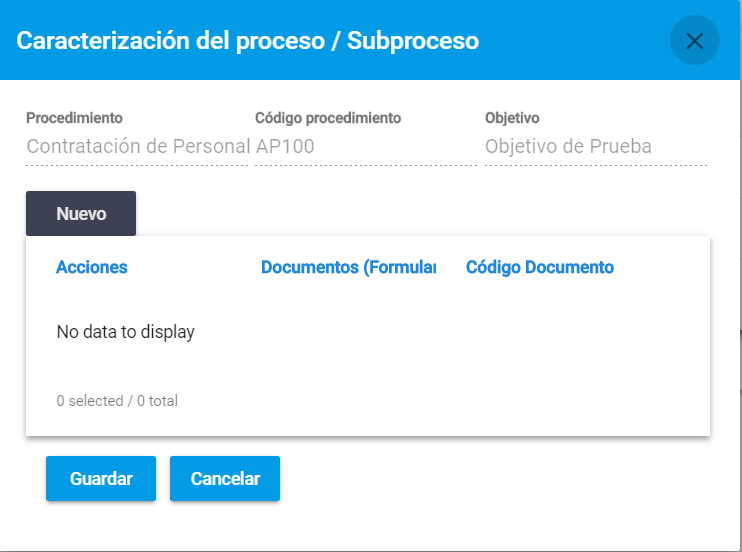 Caracterización del proceso / Subproceso
Procedimiento Código procedimiento Objetivo
Contratación de Personal AP100 Objetivo de Prueba
Nuevo
Acciones Documentos (Formular Código Documento
No data to display
0 selected / 0 total
Guardar Cancelar